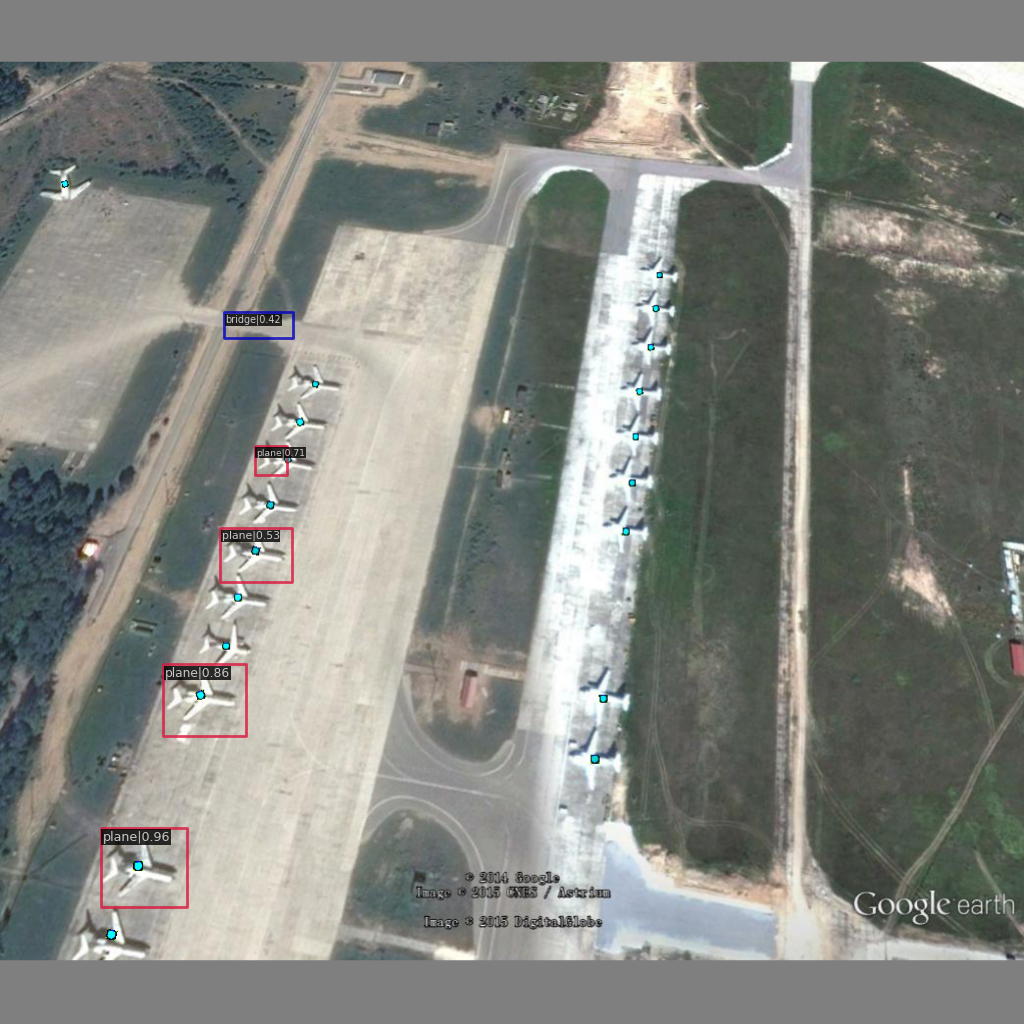 bridge|0.42
plane|0.71
plane|0.53
plane|0.86
plane|0.96
© 2014 Google
Image © 2015 CNES / Astrium
Image © 2015 DigitalGlobe
Google earth